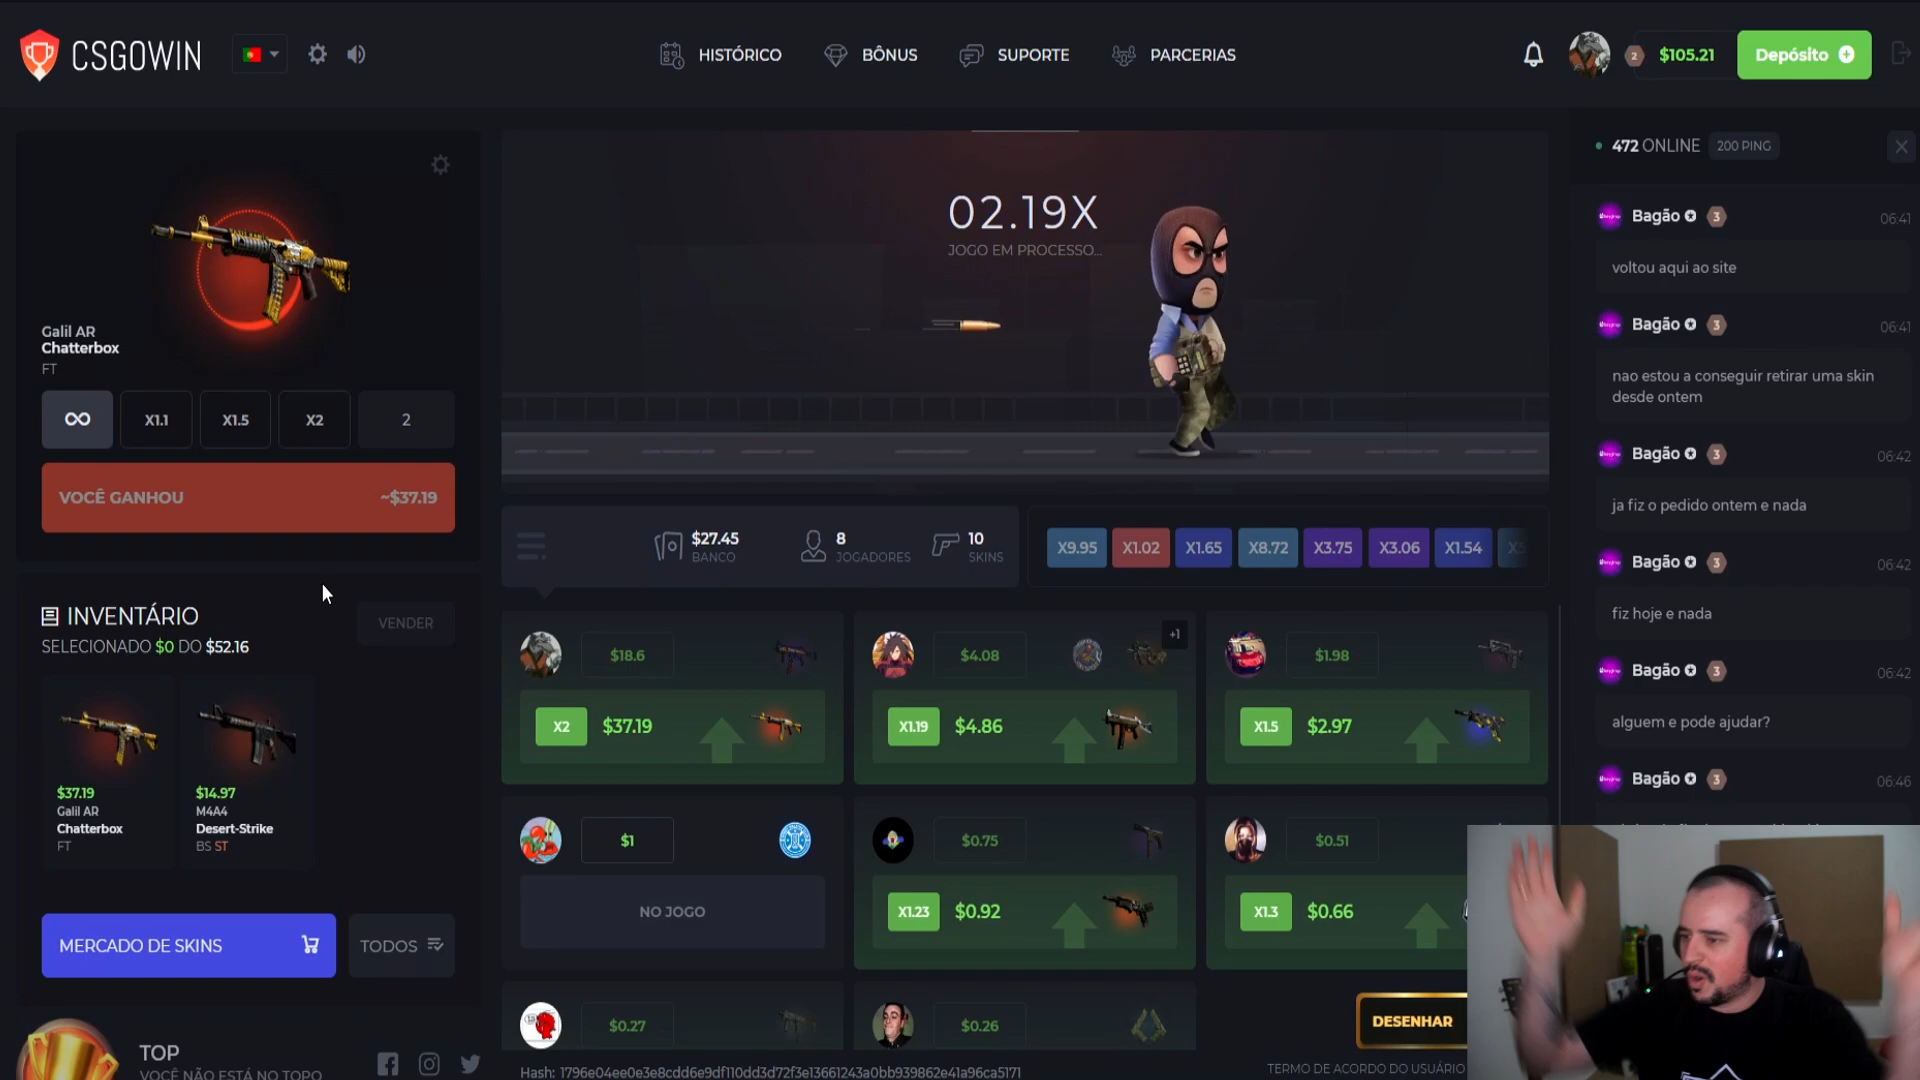 CSGOWIN
HISTÓRICO
BÔNUS
SUPORTE
PARCERIAS
2
$105.21
Depósito
Galil AR
Chatterbox
FT
∞
X1.1
X1.5
X2
2
VOCÊ GANHOU
~$37.19
INVENTÁRIO
VENDER
SELECIONADO $0 DO $52.16
$37.19
Galil AR
Chatterbox
FT
$14.97
M4A4
Desert-Strike
BS ST
MERCADO DE SKINS
TODOS
TOP
VOCÊ NÃO ESTÁ NO TOPO
02.19X
JOGO EM PROCESSO...
$27.45
BANCO
8
JOGADORES
10
SKINS
X9.95
X1.02
X1.65
X8.72
X3.75
X3.06
X1.54
$18.6
X2
$37.19
$4.08
+1
X1.19
$4.86
$1.98
X1.5
$2.97
$1
NO JOGO
$0.75
X1.23
$0.92
$0.51
X1.3
$0.66
$0.27
$0.26
DESENHAR
Hash: 1796e04ee0e3e8cdd6e9df110dd3d72f3e13661243a0bb939862e41a96ca5171
TERMO DE ACORDO DO USUÁRIO
472 ONLINE
200 PING
Bagão
3
06:41
voltou aqui ao site
Bagão
3
06:41
nao estou a conseguir retirar uma skin
desde ontem
Bagão
3
06:42
ja fiz o pedido ontem e nada
Bagão
3
06:42
fiz hoje e nada
Bagão
3
06:42
alguem e pode ajudar?
Bagão
3
06:46